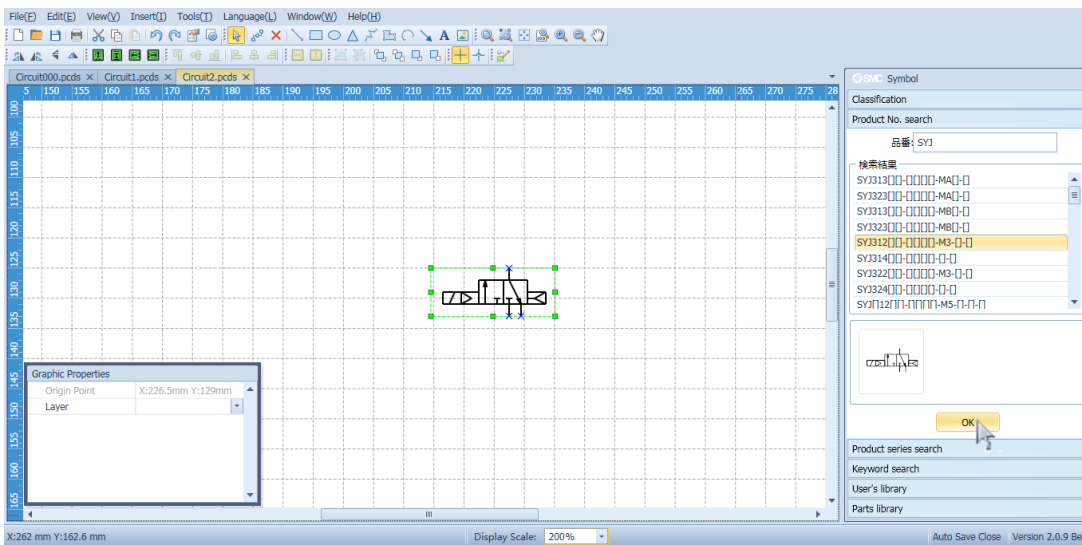 File(F) Edit(E) View(V) Insert(I) Tools(T) Language(L) Window(W) Help(H)
Circuit000.pcds × Circuit1.pcds × Circuit2.pcds ×
5 150 155 160 165 170 175 180 185 190 195 200 205 210 215 220 225 230 235 240 245 250 255 260 265 270 275 28
100
105
110
115
120
125
130
135
140
145
150
155
160
165
Graphic Properties
Origin Point X:226.5mm Y:129mm
Layer
SMC Symbol
Classification
Product No. search
品番: SYJ
検索結果
SYJ313[][]-[][][][]-MA[]-[]
SYJ323[][]-[][][][]-MA[]-[]
SYJ313[][]-[][][][]-MB[]-[]
SYJ323[][]-[][][][]-MB[]-[]
SYJ312[][]-[][][][]-M3-[]-[]
SYJ314[][]-[][][][]-[]-[]
SYJ322[][]-[][][][]-M3-[]-[]
SYJ324[][]-[][][][]-[]-[]
SYJ[]12[][]-[][][][]-M5-[]-[]-[]
OK
Product series search
Keyword search
User's library
Parts library
X:262 mm Y:162.6 mm Display Scale: 200% Auto Save Close Version 2.0.9 Be